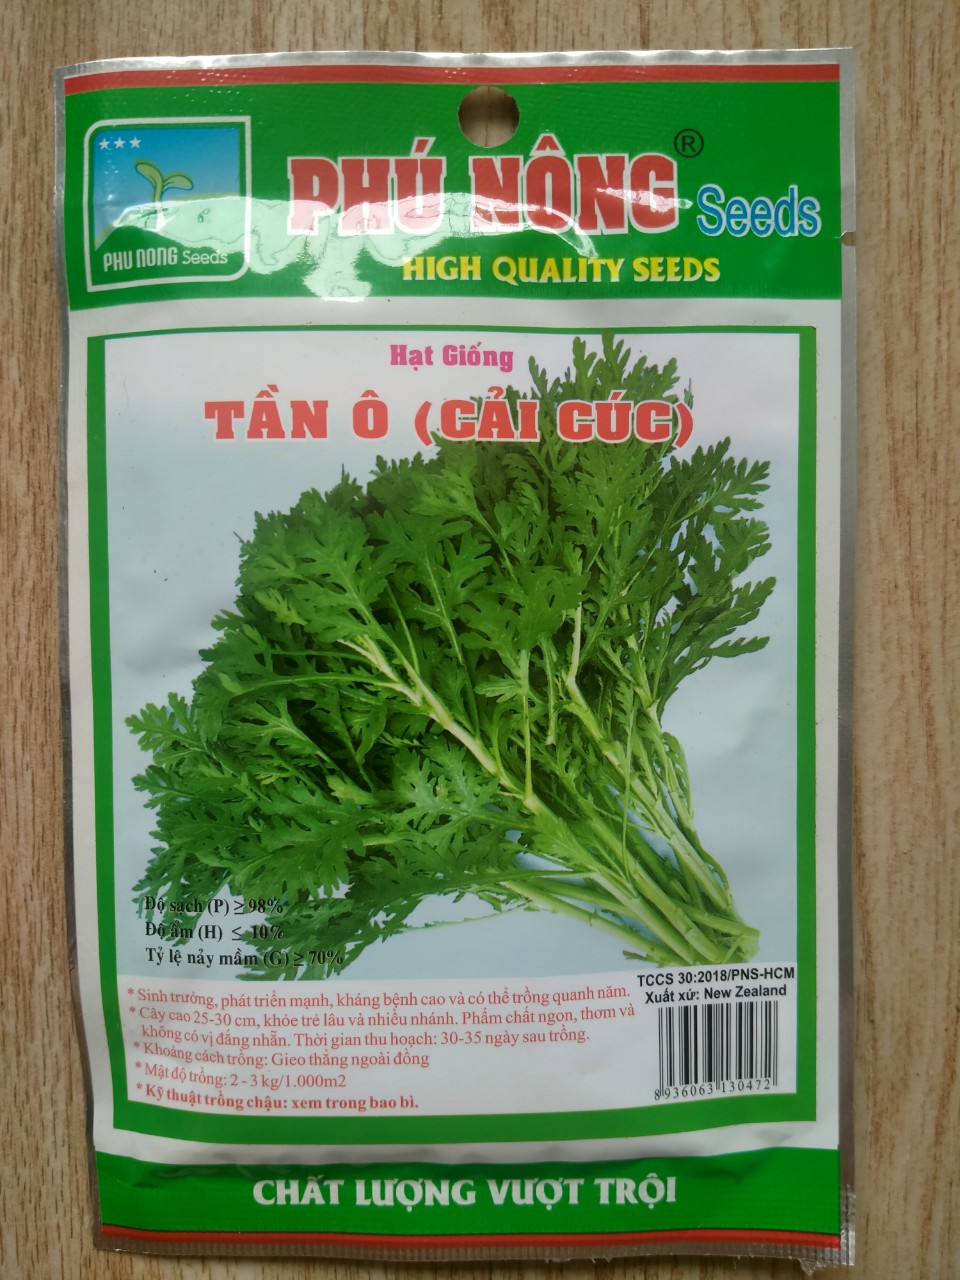 PHÚ NÔNG® Seeds
PHU NONG Seeds
HIGH QUALITY SEEDS
Hạt Giống
TẦN Ô (CẢI CÚC)
Độ sạch (P) ≥ 98%
Độ ẩm (H) ≤ 10%
Tỷ lệ nảy mầm (G) ≥ 70%
TCCS 30:2018/PNS-HCM
Xuất xứ: New Zealand
* Sinh trưởng, phát triển mạnh, kháng bệnh cao và có thể trồng quanh năm.
* Cây cao 25-30 cm, khỏe trẻ lâu và nhiều nhánh. Phẩm chất ngon, thơm và
không có vị đắng nhẫn. Thời gian thu hoạch: 30-35 ngày sau trồng.
* Khoảng cách trồng: Gieo thẳng ngoài đồng
* Mật độ trồng: 2 - 3 kg/1.000m2
* Kỹ thuật trồng chậu: xem trong bao bì.
8 936063 130472
CHẤT LƯỢNG VƯỢT TRỘI